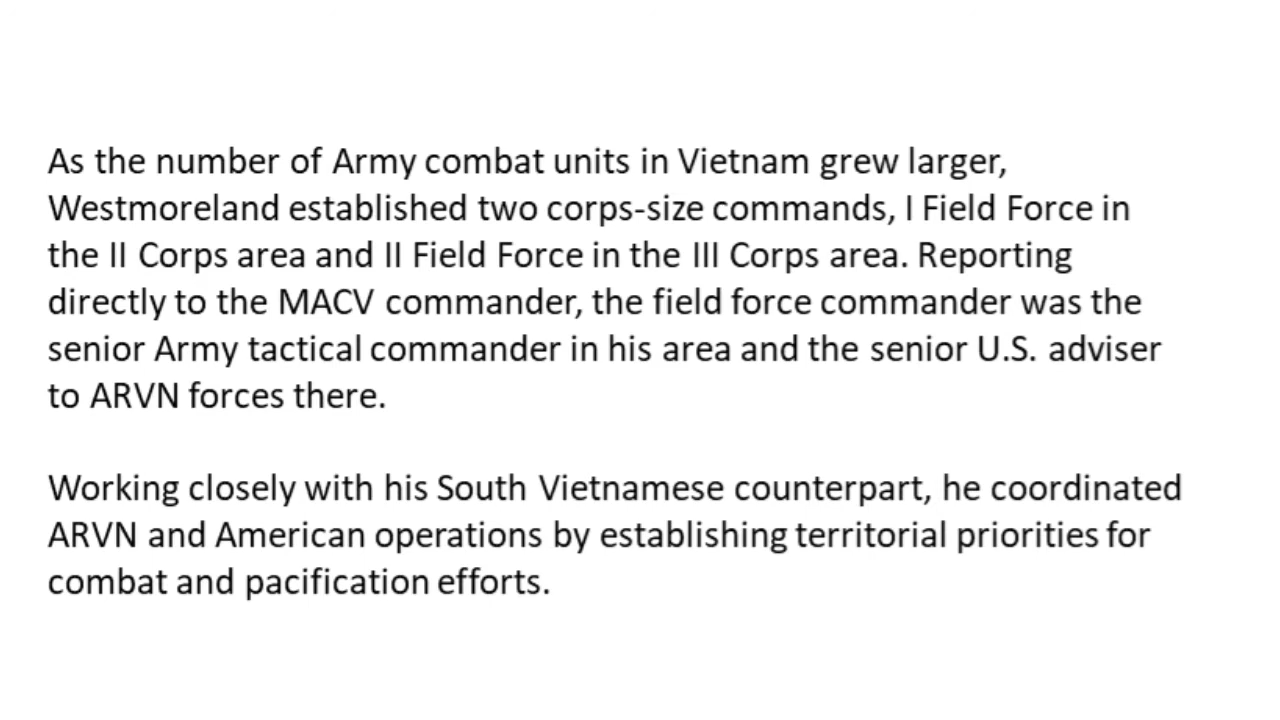 As the number of Army combat units in Vietnam grew larger,
Westmoreland established two corps-size commands, I Field Force in
the II Corps area and II Field Force in the III Corps area. Reporting
directly to the MACV commander, the field force commander was the
senior Army tactical commander in his area and the senior U.S. adviser
to ARVN forces there.
Working closely with his South Vietnamese counterpart, he coordinated
ARVN and American operations by establishing territorial priorities for
combat and pacification efforts.